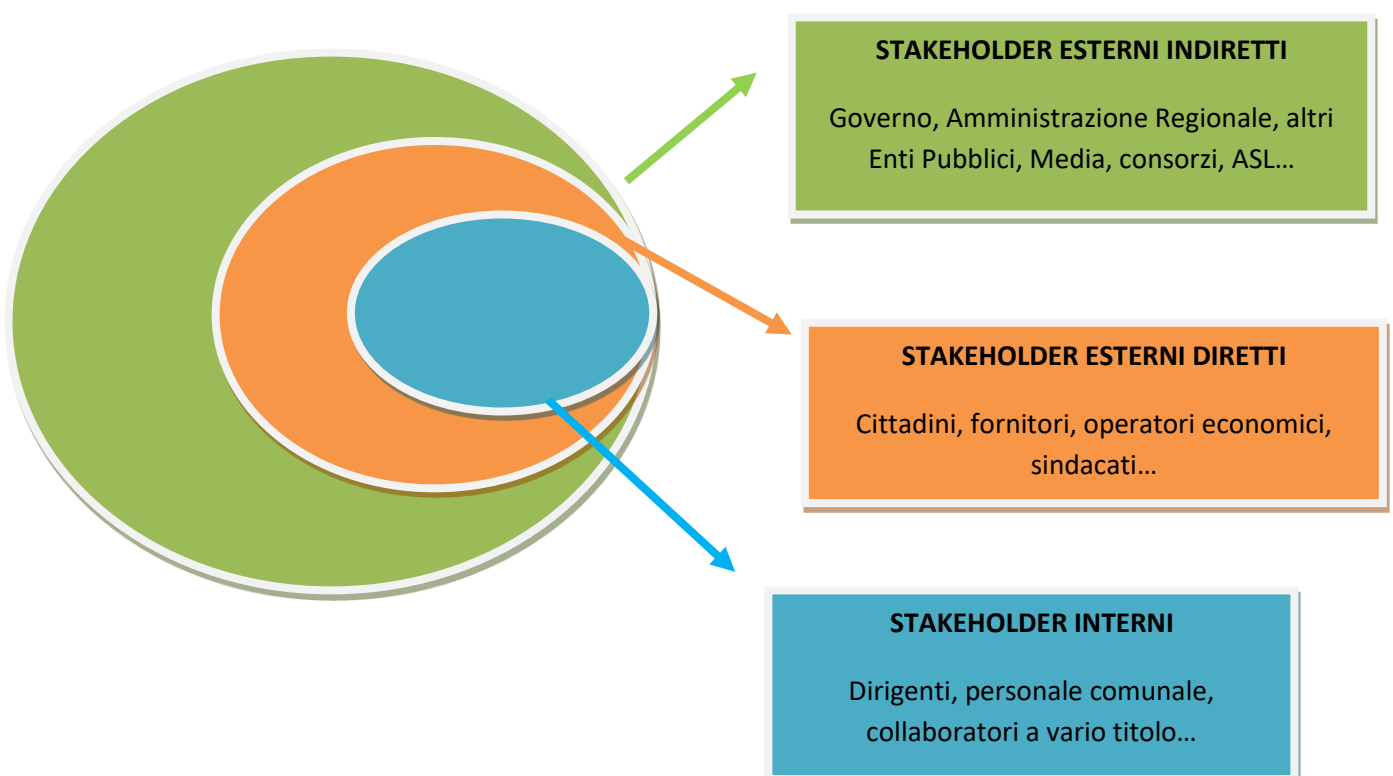 STAKEHOLDER ESTERNI INDIRETTI
Governo, Amministrazione Regionale, altri
Enti Pubblici, Media, consorzi, ASL…
STAKEHOLDER ESTERNI DIRETTI
Cittadini, fornitori, operatori economici,
sindacati…
STAKEHOLDER INTERNI
Dirigenti, personale comunale,
collaboratori a vario titolo…